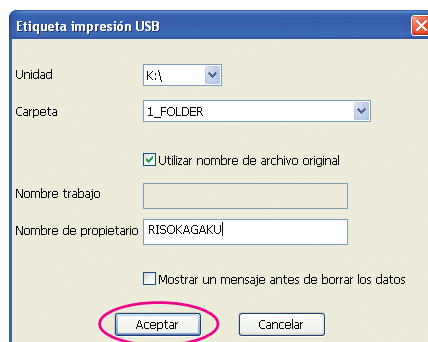 Etiqueta impresión USB
Unidad K:\
Carpeta 1_FOLDER
Utilizar nombre de archivo original
Nombre trabajo
Nombre de propietario RISOKAGAKU
Mostrar un mensaje antes de borrar los datos
Aceptar Cancelar